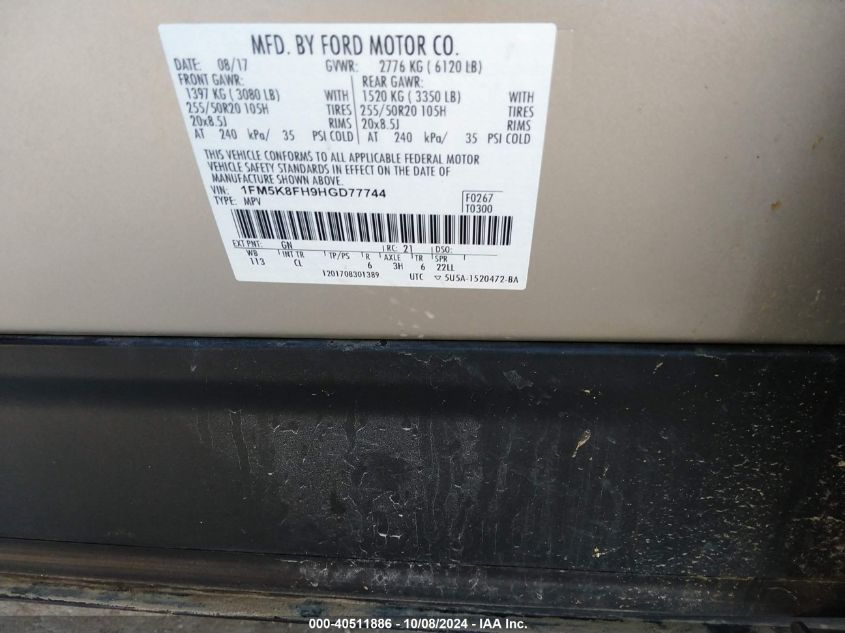 MFD. BY FORD MOTOR CO.
DATE: 08/17 GVWR: 2776 KG ( 6120 LB)
FRONT GAWR: REAR GAWR:
1397 KG ( 3080 LB) WITH 1520 KG ( 3350 LB) WITH
255/50R20 105H TIRES 255/50R20 105H TIRES
20x8.5J RIMS 20x8.5J RIMS
AT 240 kPa/ 35 PSI COLD AT 240 kPa/ 35 PSI COLD
THIS VEHICLE CONFORMS TO ALL APPLICABLE FEDERAL MOTOR
VEHICLE SAFETY STANDARDS IN EFFECT ON THE DATE OF
MANUFACTURE SHOWN ABOVE.
VIN: 1FM5K8FH9HGD77744 F0267
TYPE: MPV T0300
EXT PNT: GN RC: 21 DSO:
WB INT TR TP/PS R AXLE TR SPR
113 CL 6 3H 6 22LL
1201708301389 UTC 5U5A-1520472-BA
000-40511886 - 10/08/2024 - IAA Inc.